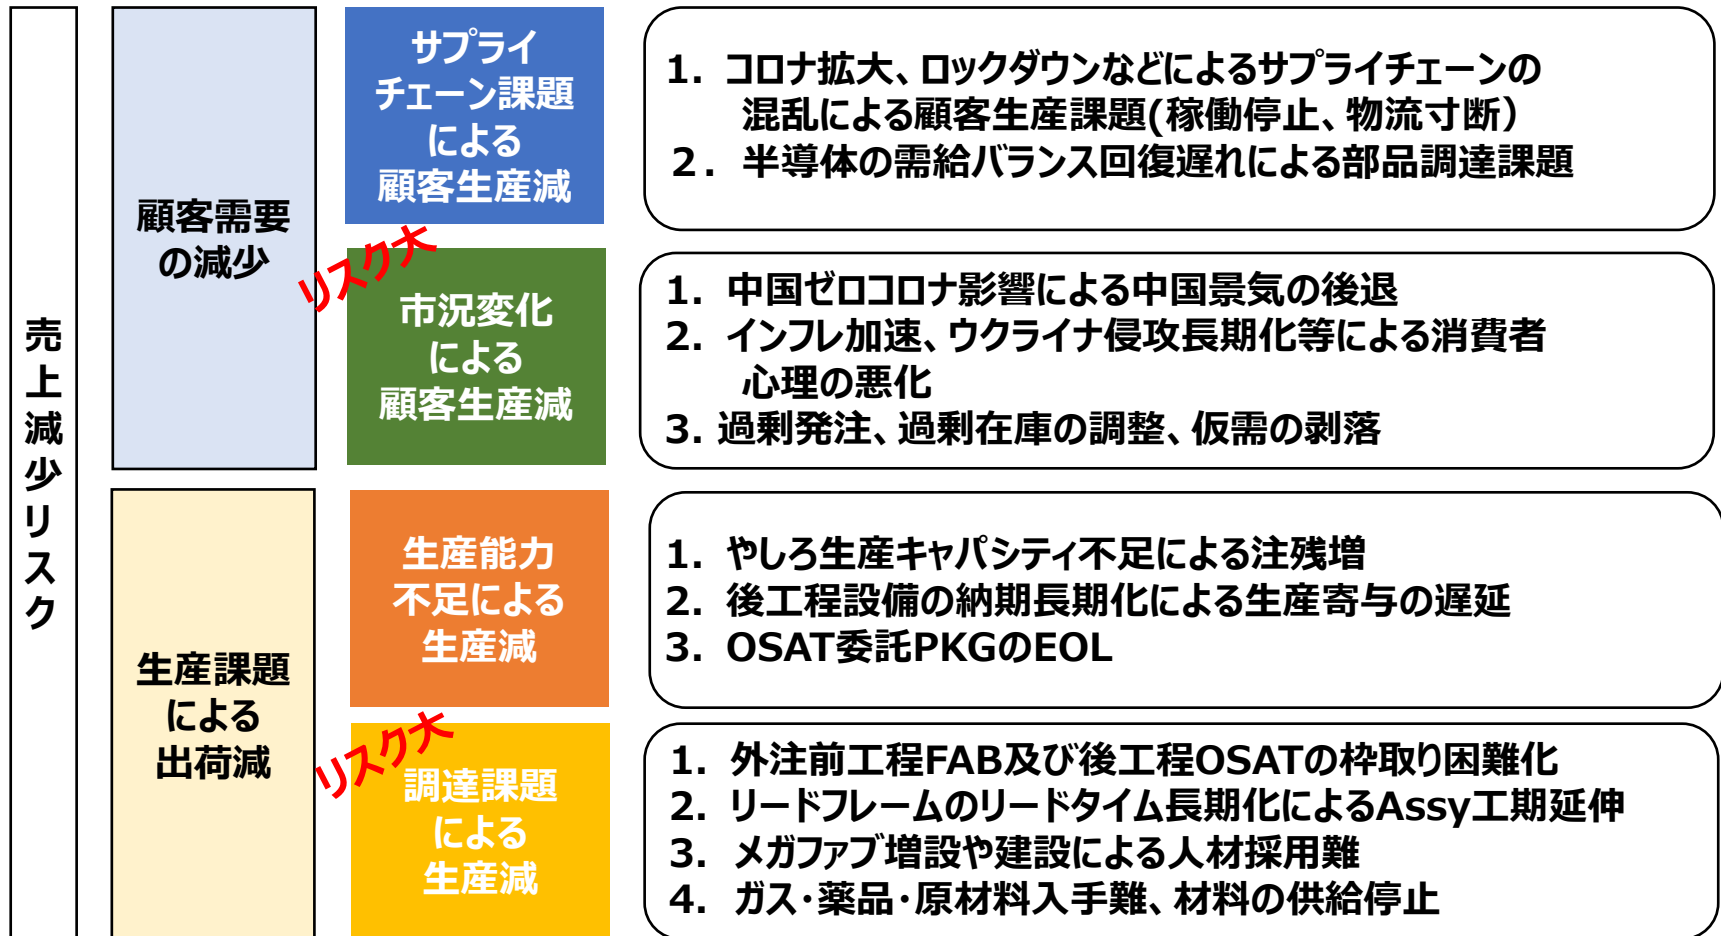 売上減少リスク
顧客需要
の減少
サプライ
チェーン課題
による
顧客生産減
1. コロナ拡大、ロックダウンなどによるサプライチェーンの
混乱による顧客生産課題(稼働停止、物流寸断）
２． 半導体の需給バランス回復遅れによる部品調達課題
リスク大
市況変化
による
顧客生産減
1. 中国ゼロコロナ影響による中国景気の後退
2. インフレ加速、ウクライナ侵攻長期化等による消費者
心理の悪化
3. 過剰発注、過剰在庫の調整、仮需の剥落
生産課題
による
出荷減
生産能力
不足による
生産減
1. やしろ生産キャパシティ不足による注残増
2. 後工程設備の納期長期化による生産寄与の遅延
3. OSAT委託PKGのEOL
リスク大
調達課題
による
生産減
1. 外注前工程FAB及び後工程OSATの枠取り困難化
2. リードフレームのリードタイム長期化によるAssy工期延伸
3. メガファブ増設や建設による人材採用難
4. ガス・薬品・原材料入手難、材料の供給停止